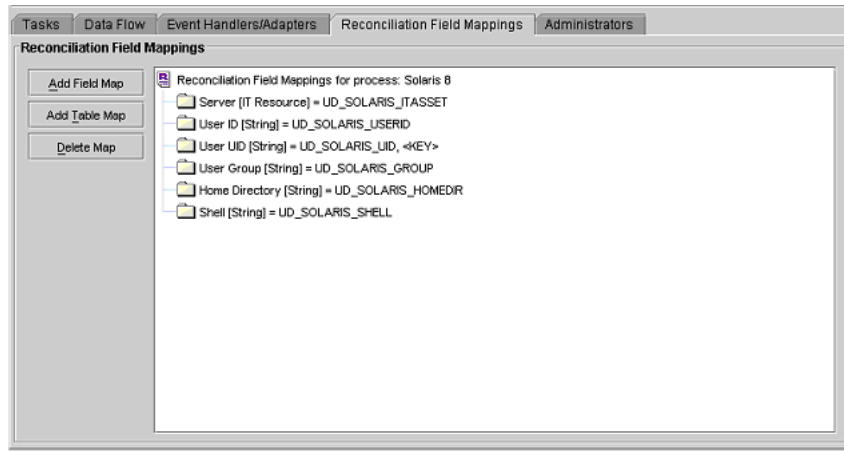 Tasks Data Flow Event Handlers/Adapters Reconciliation Field Mappings Administrators
Reconciliation Field Mappings
Add Field Map
Add Table Map
Delete Map
Reconciliation Field Mappings for process: Solaris 8
Server [IT Resource] = UD_SOLARIS_ITASSET
User ID [String] = UD_SOLARIS_USERID
User UID [String] = UD_SOLARIS_UID, <KEY>
User Group [String] = UD_SOLARIS_GROUP
Home Directory [String] = UD_SOLARIS_HOMEDIR
Shell [String] = UD_SOLARIS_SHELL